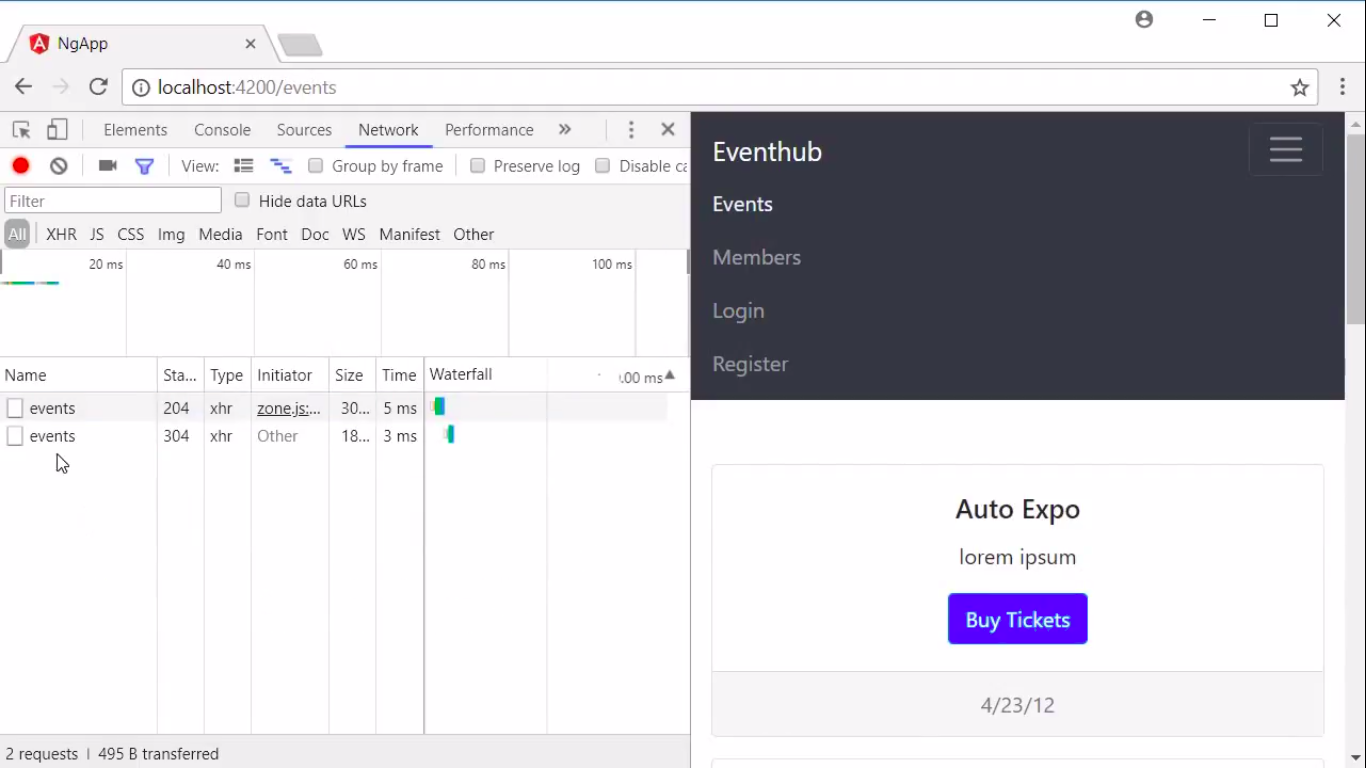 NgApp
localhost:4200/events
Elements Console Sources Network Performance
View: Group by frame Preserve log Disable ca
Filter Hide data URLs
All XHR JS CSS Img Media Font Doc WS Manifest Other
20 ms 40 ms 60 ms 80 ms 100 ms
Name Sta... Type Initiator Size Time Waterfall .00 ms
events 204 xhr zone.js:... 30... 5 ms
events 304 xhr Other 18... 3 ms
2 requests | 495 B transferred
Eventhub
Events
Members
Login
Register
Auto Expo
lorem ipsum
Buy Tickets
4/23/12